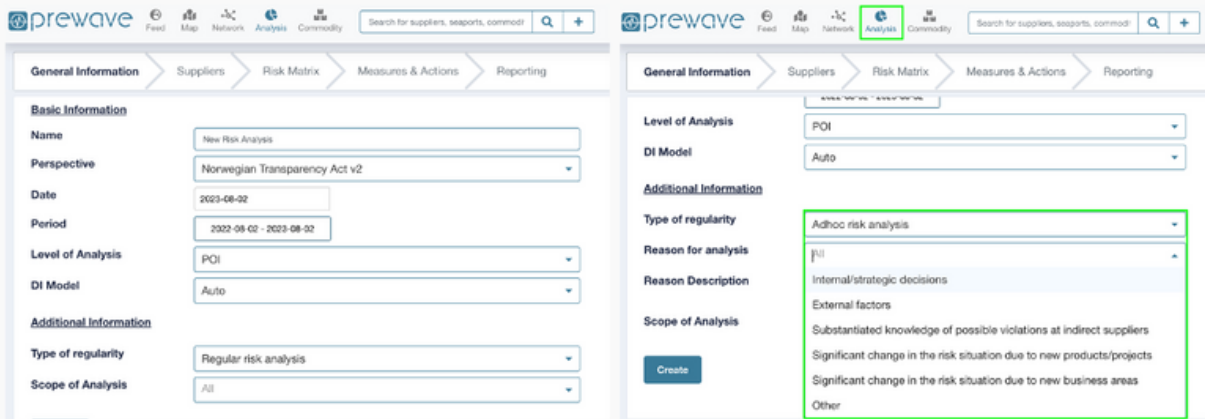 prewave
Feed Map Network Analysis Commodity
Search for suppliers, seaports, commodi
General Information Suppliers Risk Matrix Measures & Actions Reporting
Basic Information
Name New Risk Analysis
Perspective Norwegian Transparency Act v2
Date 2023-08-02
Period 2022-08-02 - 2023-08-02
Level of Analysis POI
DI Model Auto
Additional Information
Type of regularity Regular risk analysis
Scope of Analysis All
prewave
Feed Map Network Analysis Commodity
Search for suppliers, seaports, commodi
General Information Suppliers Risk Matrix Measures & Actions Reporting
Level of Analysis POI
DI Model Auto
Additional Information
Type of regularity Adhoc risk analysis
Reason for analysis All
Internal/strategic decisions
Reason Description
External factors
Scope of Analysis
Substantiated knowledge of possible violations at indirect suppliers
Significant change in the risk situation due to new products/projects
Create
Significant change in the risk situation due to new business areas
Other